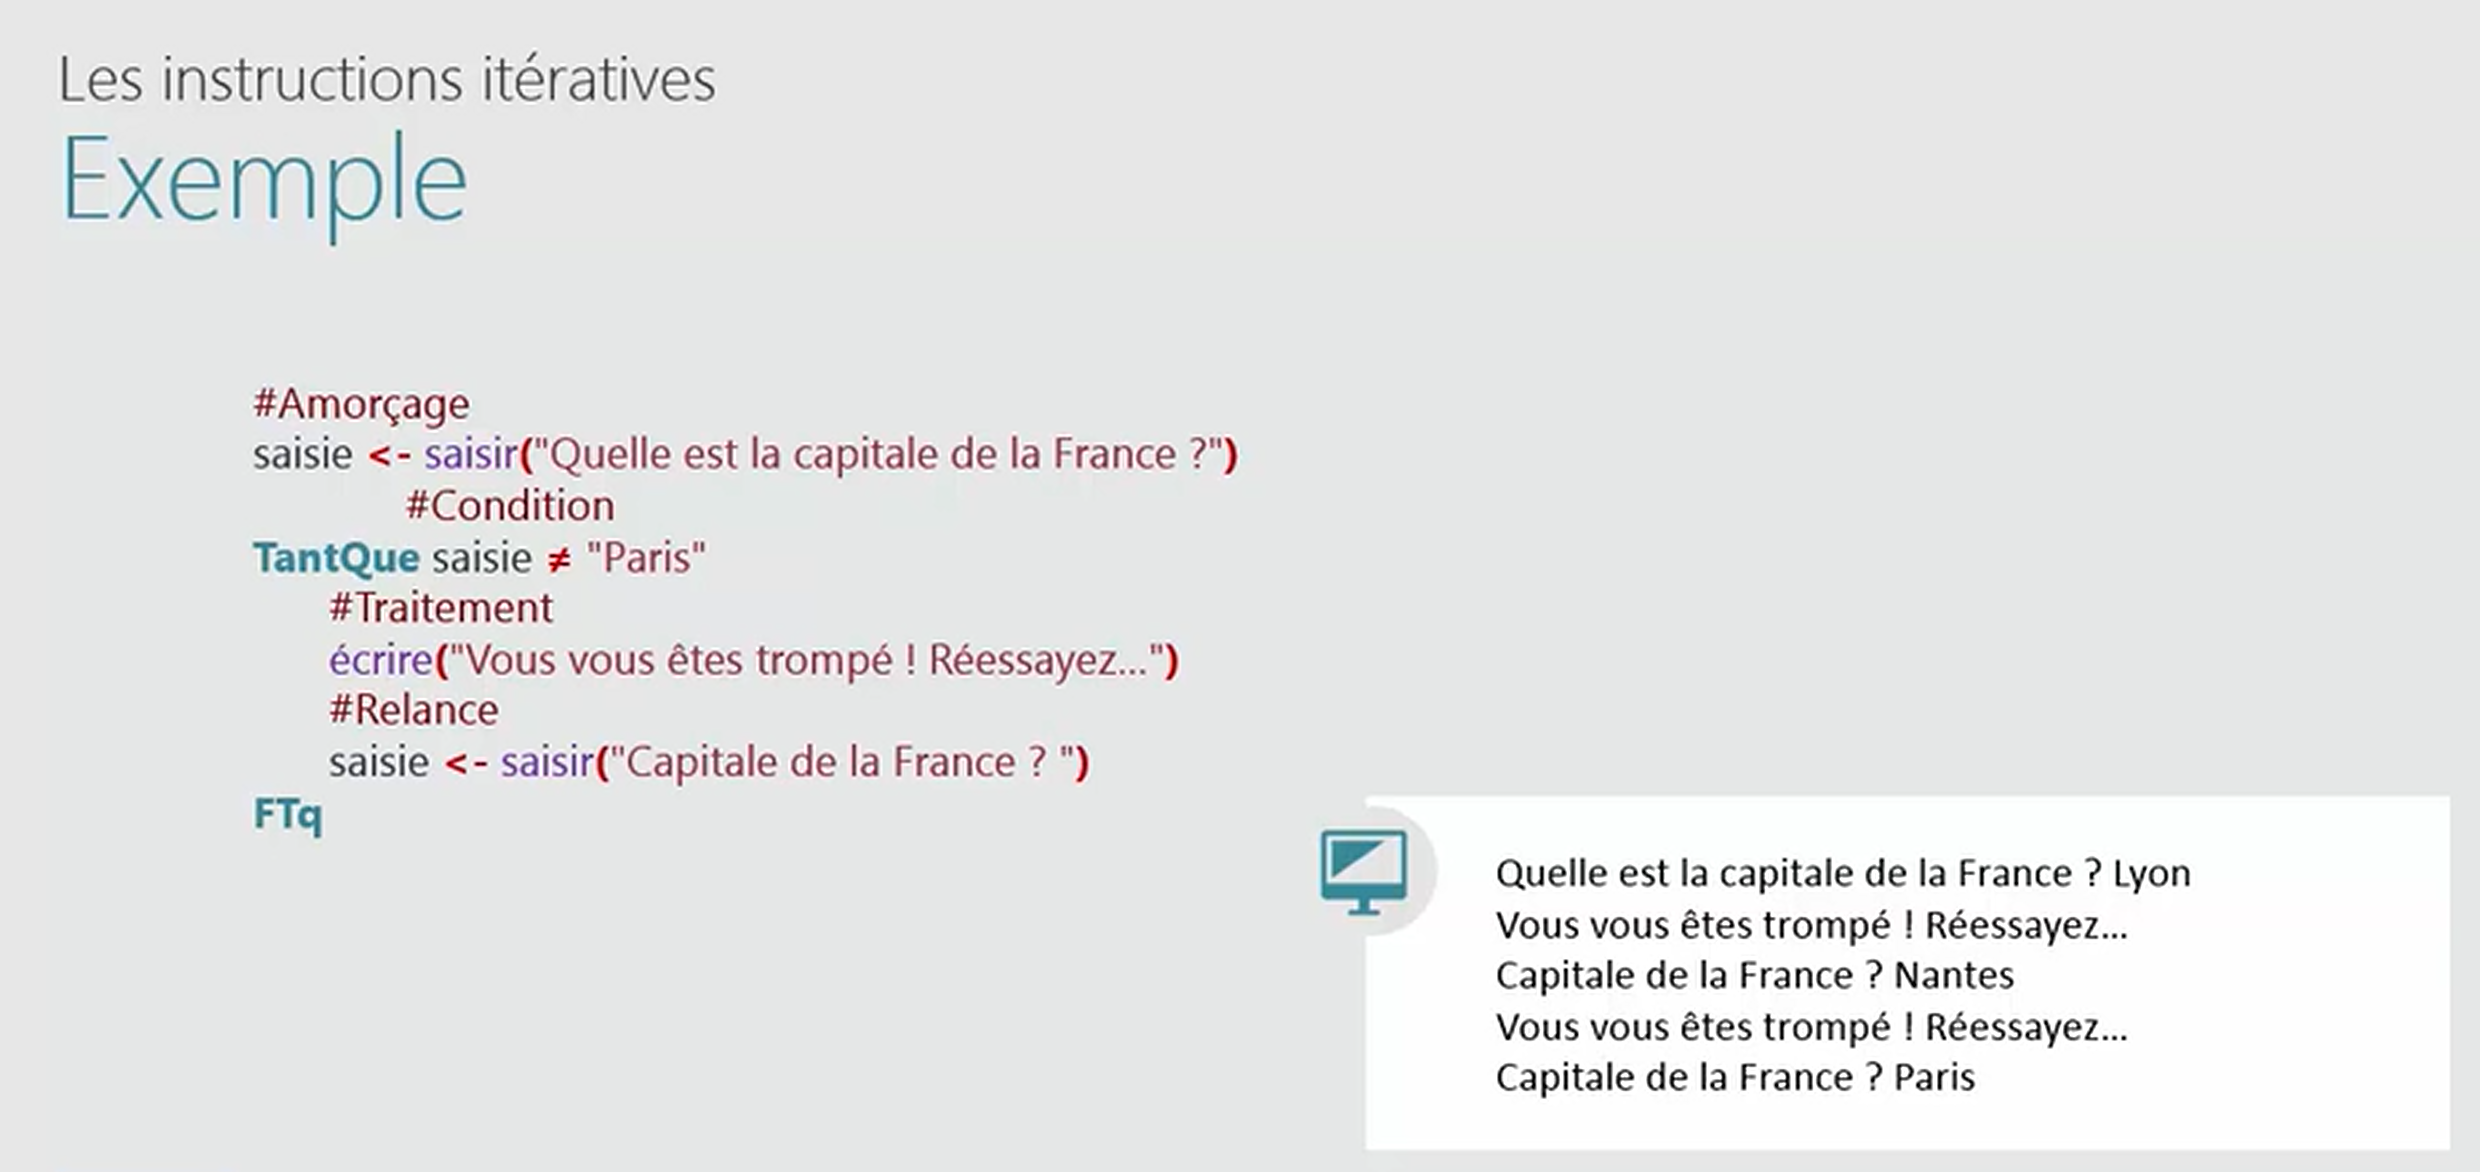 Les instructions itératives
Exemple
#Amorçage
saisie <- saisir("Quelle est la capitale de la France ?")
#Condition
TantQue saisie ≠ "Paris"
#Traitement
écrire("Vous vous êtes trompé ! Réessayez...")
#Relance
saisie <- saisir("Capitale de la France ? ")
FTq
Quelle est la capitale de la France ? Lyon
Vous vous êtes trompé ! Réessayez...
Capitale de la France ? Nantes
Vous vous êtes trompé ! Réessayez...
Capitale de la France ? Paris